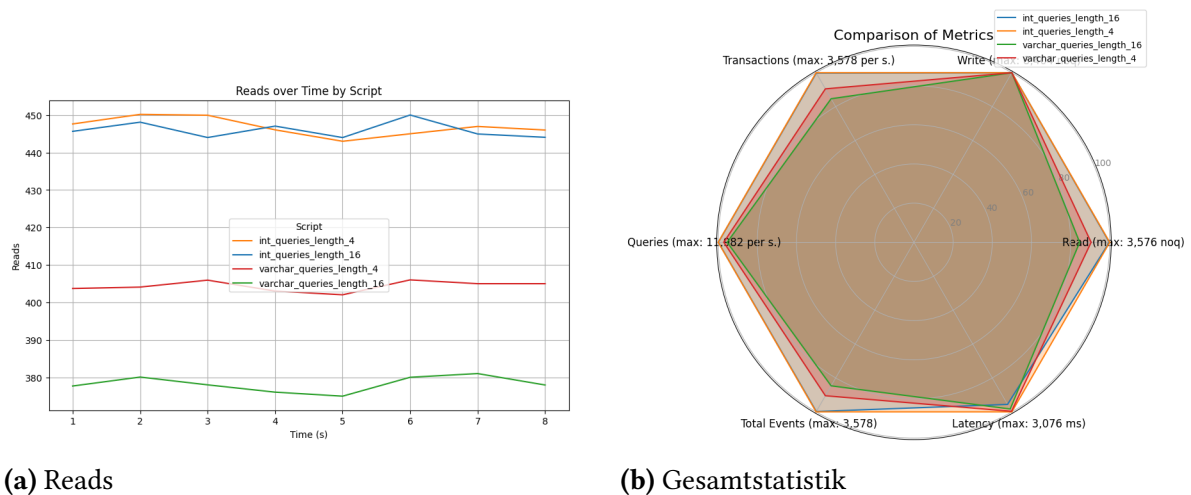 Reads over Time by Script
Reads
450
440
430
420
410
400
390
380
Script
int_queries_length_4
int_queries_length_16
varchar_queries_length_4
varchar_queries_length_16
1 2 3 4 5 6 7 8
Time (s)
(a) Reads
Comparison of Metrics
int_queries_length_16
int_queries_length_4
varchar_queries_length_16
varchar_queries_length_4
Transactions (max: 3,578 per s.)
Write
100
80
60
40
20
Queries (max: 11,982 per s.)
Read (max: 3,576 noq)
Total Events (max: 3,578)
Latency (max: 3,076 ms)
(b) Gesamtstatistik